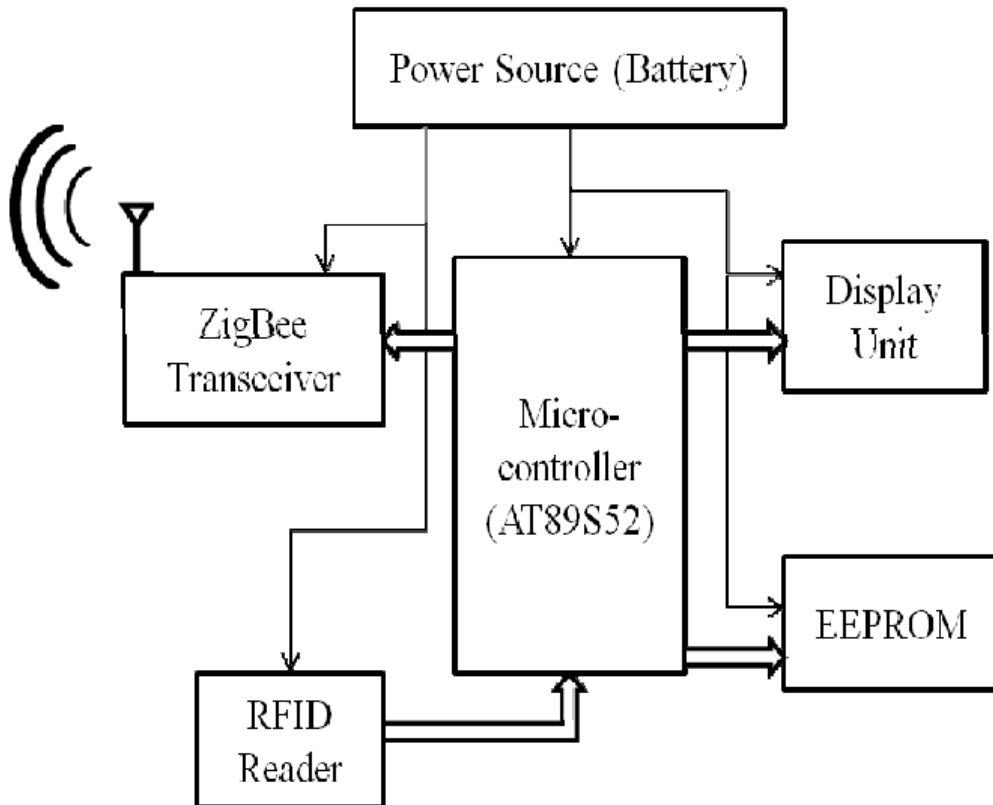 Power Source (Battery)
ZigBee
Transceiver
Micro-
controller
(AT89S52)
Display
Unit
EEPROM
RFID
Reader